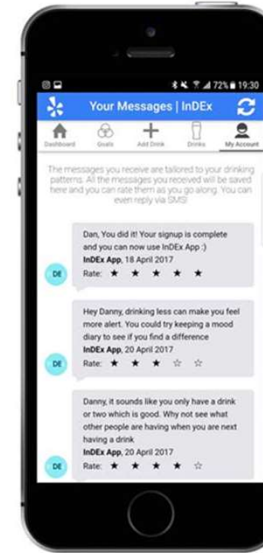 72% 19:30
Your Messages | InDEx
Dashboard Goals Add Drink Drinks My Account
The messages you receive are tailored to your drinking
patterns. All the messages you received will be saved
here and you can rate them as you go along. You can
even reply via SMS!
Dan, You did it! Your signup is complete
and you can now use InDEx App :)
InDEx App, 18 April 2017
DE Rate: ★ ★ ★ ★ ★
Hey Danny, drinking less can make you feel
more alert. You could try keeping a mood
diary to see if you find a difference
InDEx App, 20 April 2017
DE Rate: ★ ★ ★ ☆ ☆
Danny, it sounds like you only have a drink
or two which is good. Why not see what
other people are having when you are next
having a drink
InDEx App, 20 April 2017
DE Rate: ★ ★ ★ ★ ☆